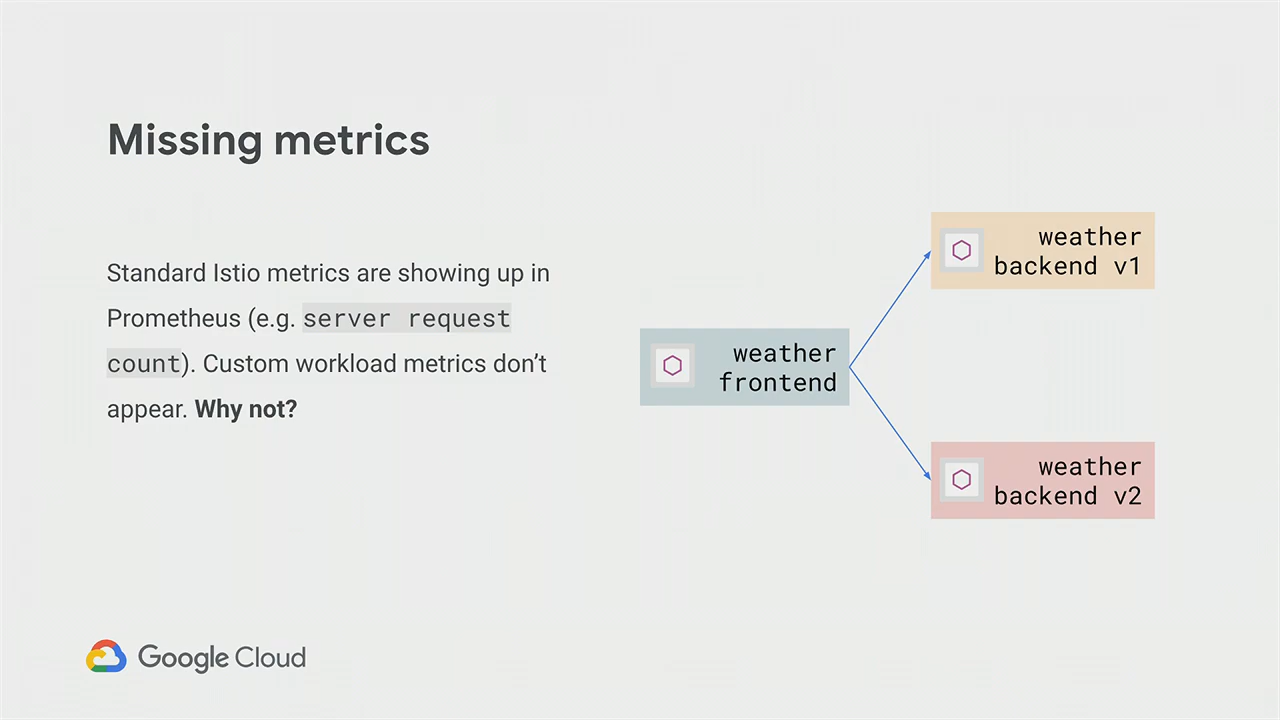 Missing metrics
Standard Istio metrics are showing up in
Prometheus (e.g. server request
count). Custom workload metrics don’t
appear. Why not?
weather
frontend
weather
backend v1
weather
backend v2
Google Cloud